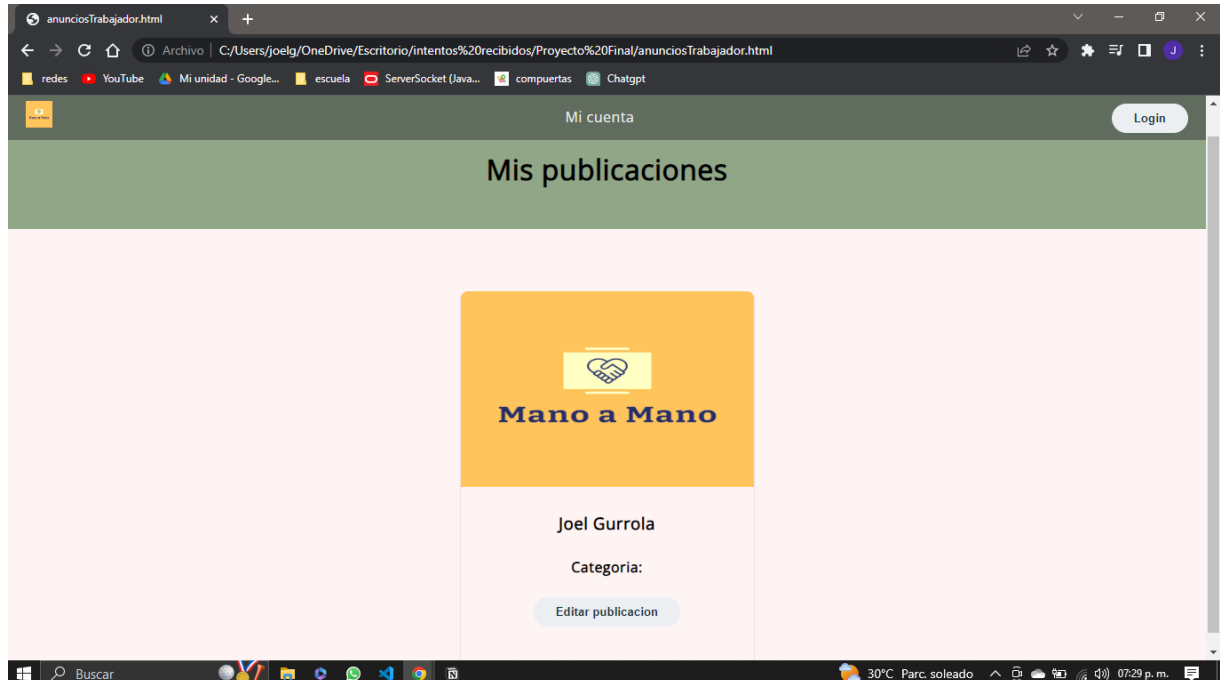 anunciosTrabajador.html
Archivo C:/Users/joelg/OneDrive/Escritorio/intentos%20recibidos/Proyecto%20Final/anunciosTrabajador.html J
redes YouTube Mi unidad - Google... escuela ServerSocket (Java... compuertas Chatgpt
Mi cuenta Login
Mis publicaciones
Mano a Mano
Joel Gurrola
Categoria:
Editar publicacion
Buscar 30°C Parc. soleado 07:29 p. m.